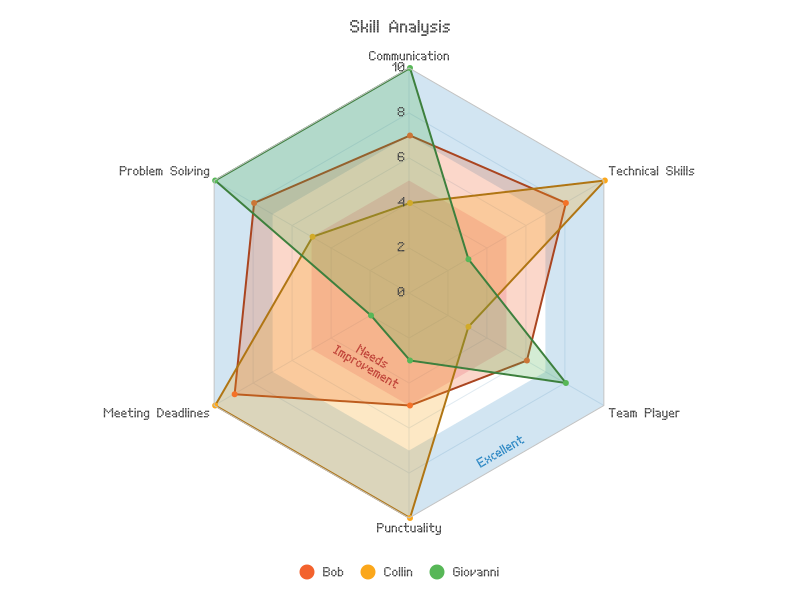 Skill Analysis
Communication
10
8
6
4
2
0
Problem Solving
Technical Skills
Needs
Improvement
Meeting Deadlines
Team Player
Excellent
Punctuality
Bob
Collin
Giovanni